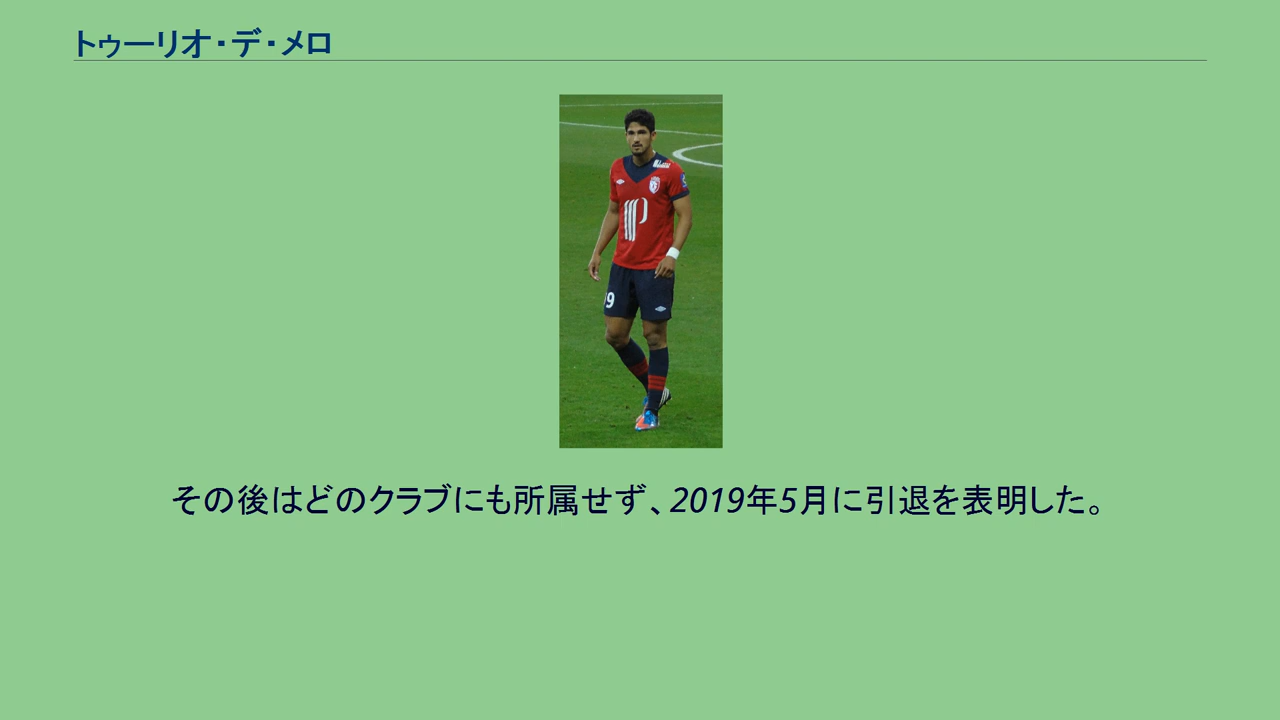 トゥーリオ・デ・メロ
9
その後はどのクラブにも所属せず、2019年5月に引退を表明した。